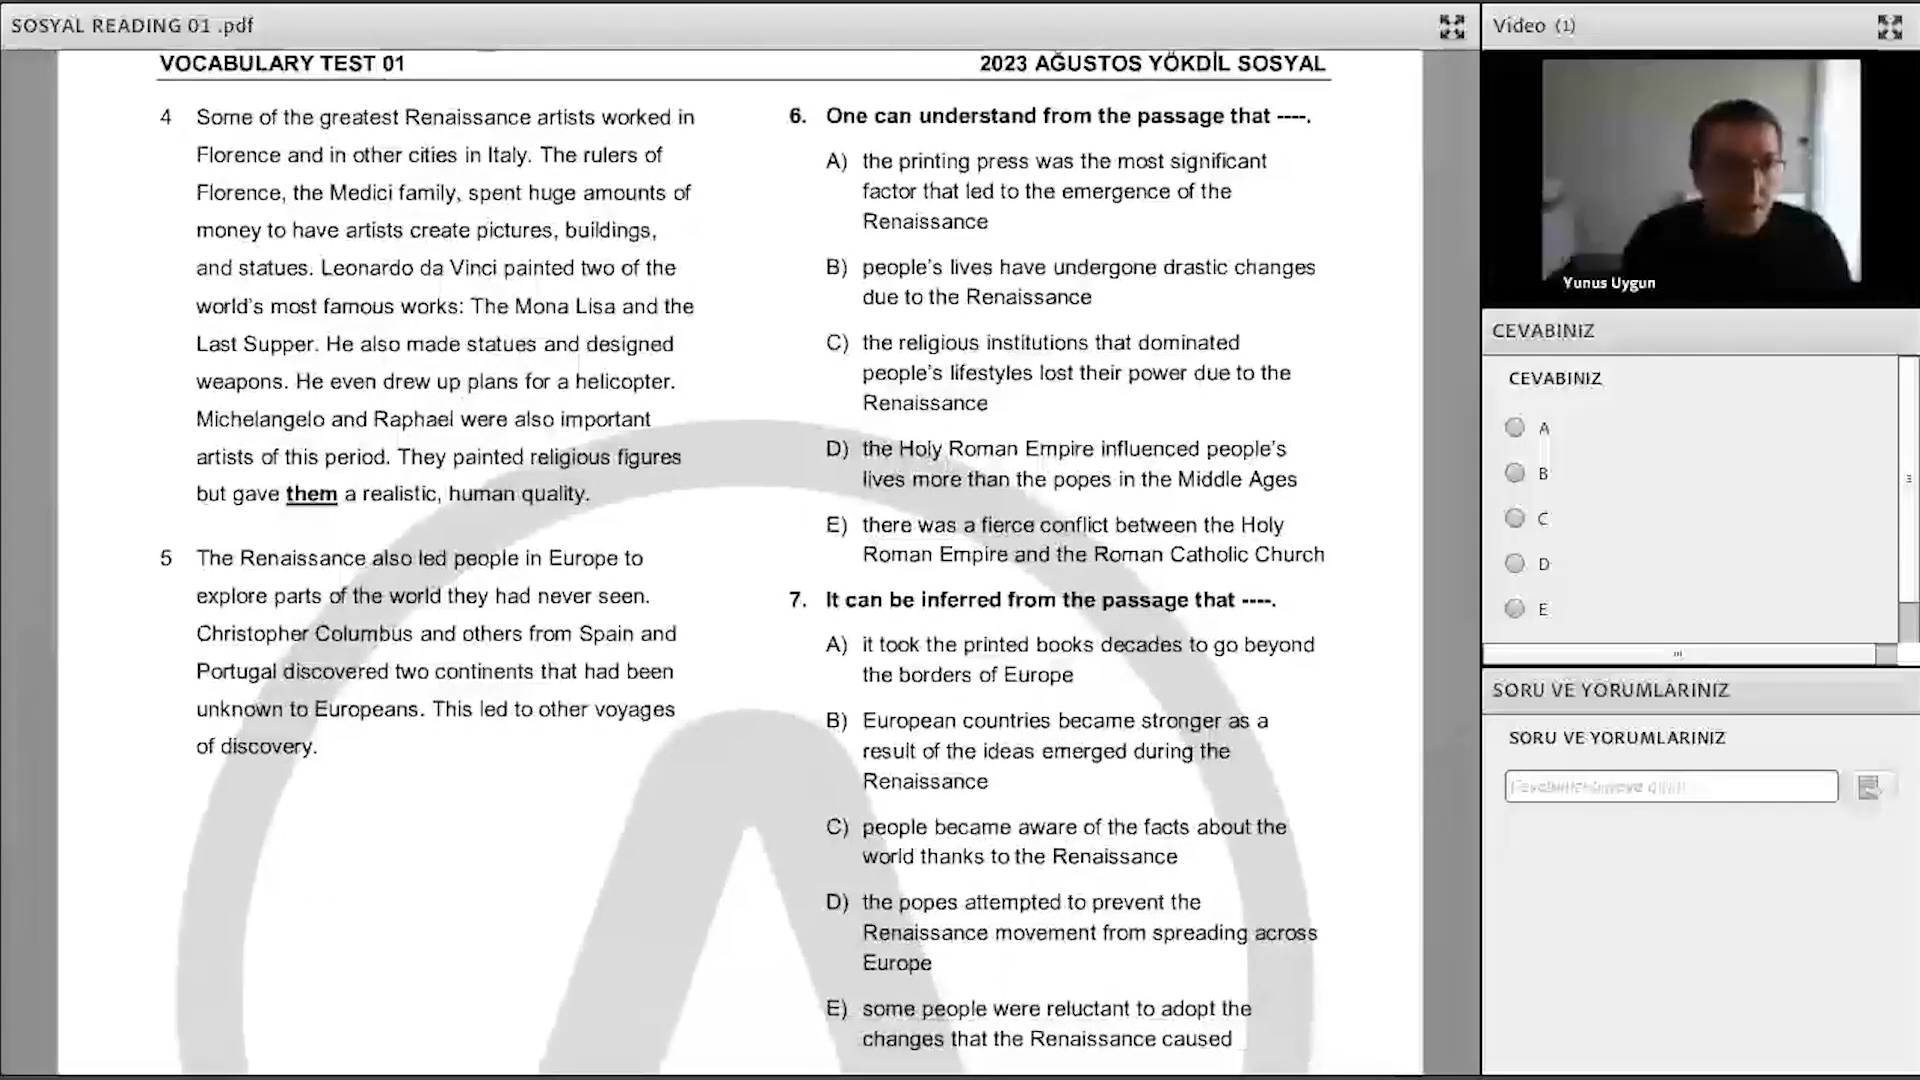 SOSYAL READING 01 .pdf
Video (1)
VOCABULARY TEST 01
2023 AĞUSTOS YÖKDİL SOSYAL
4 Some of the greatest Renaissance artists worked in
Florence and in other cities in Italy. The rulers of
Florence, the Medici family, spent huge amounts of
money to have artists create pictures, buildings,
and statues. Leonardo da Vinci painted two of the
world's most famous works: The Mona Lisa and the
Last Supper. He also made statues and designed
weapons. He even drew up plans for a helicopter.
Michelangelo and Raphael were also important
artists of this period. They painted religious figures
but gave them a realistic, human quality.
5 The Renaissance also led people in Europe to
explore parts of the world they had never seen.
Christopher Columbus and others from Spain and
Portugal discovered two continents that had been
unknown to Europeans. This led to other voyages
of discovery.
6. One can understand from the passage that ----.
A) the printing press was the most significant
factor that led to the emergence of the
Renaissance
B) people's lives have undergone drastic changes
due to the Renaissance
C) the religious institutions that dominated
people's lifestyles lost their power due to the
Renaissance
D) the Holy Roman Empire influenced people's
lives more than the popes in the Middle Ages
E) there was a fierce conflict between the Holy
Roman Empire and the Roman Catholic Church
7. It can be inferred from the passage that ----.
A) it took the printed books decades to go beyond
the borders of Europe
B) European countries became stronger as a
result of the ideas emerged during the
Renaissance
C) people became aware of the facts about the
world thanks to the Renaissance
D) the popes attempted to prevent the
Renaissance movement from spreading across
Europe
E) some people were reluctant to adopt the
changes that the Renaissance caused
Yunus Uygun
CEVABINIZ
CEVABINIZ
A
B
C
D
E
SORU VE YORUMLARINIZ
SORU VE YORUMLARINIZ